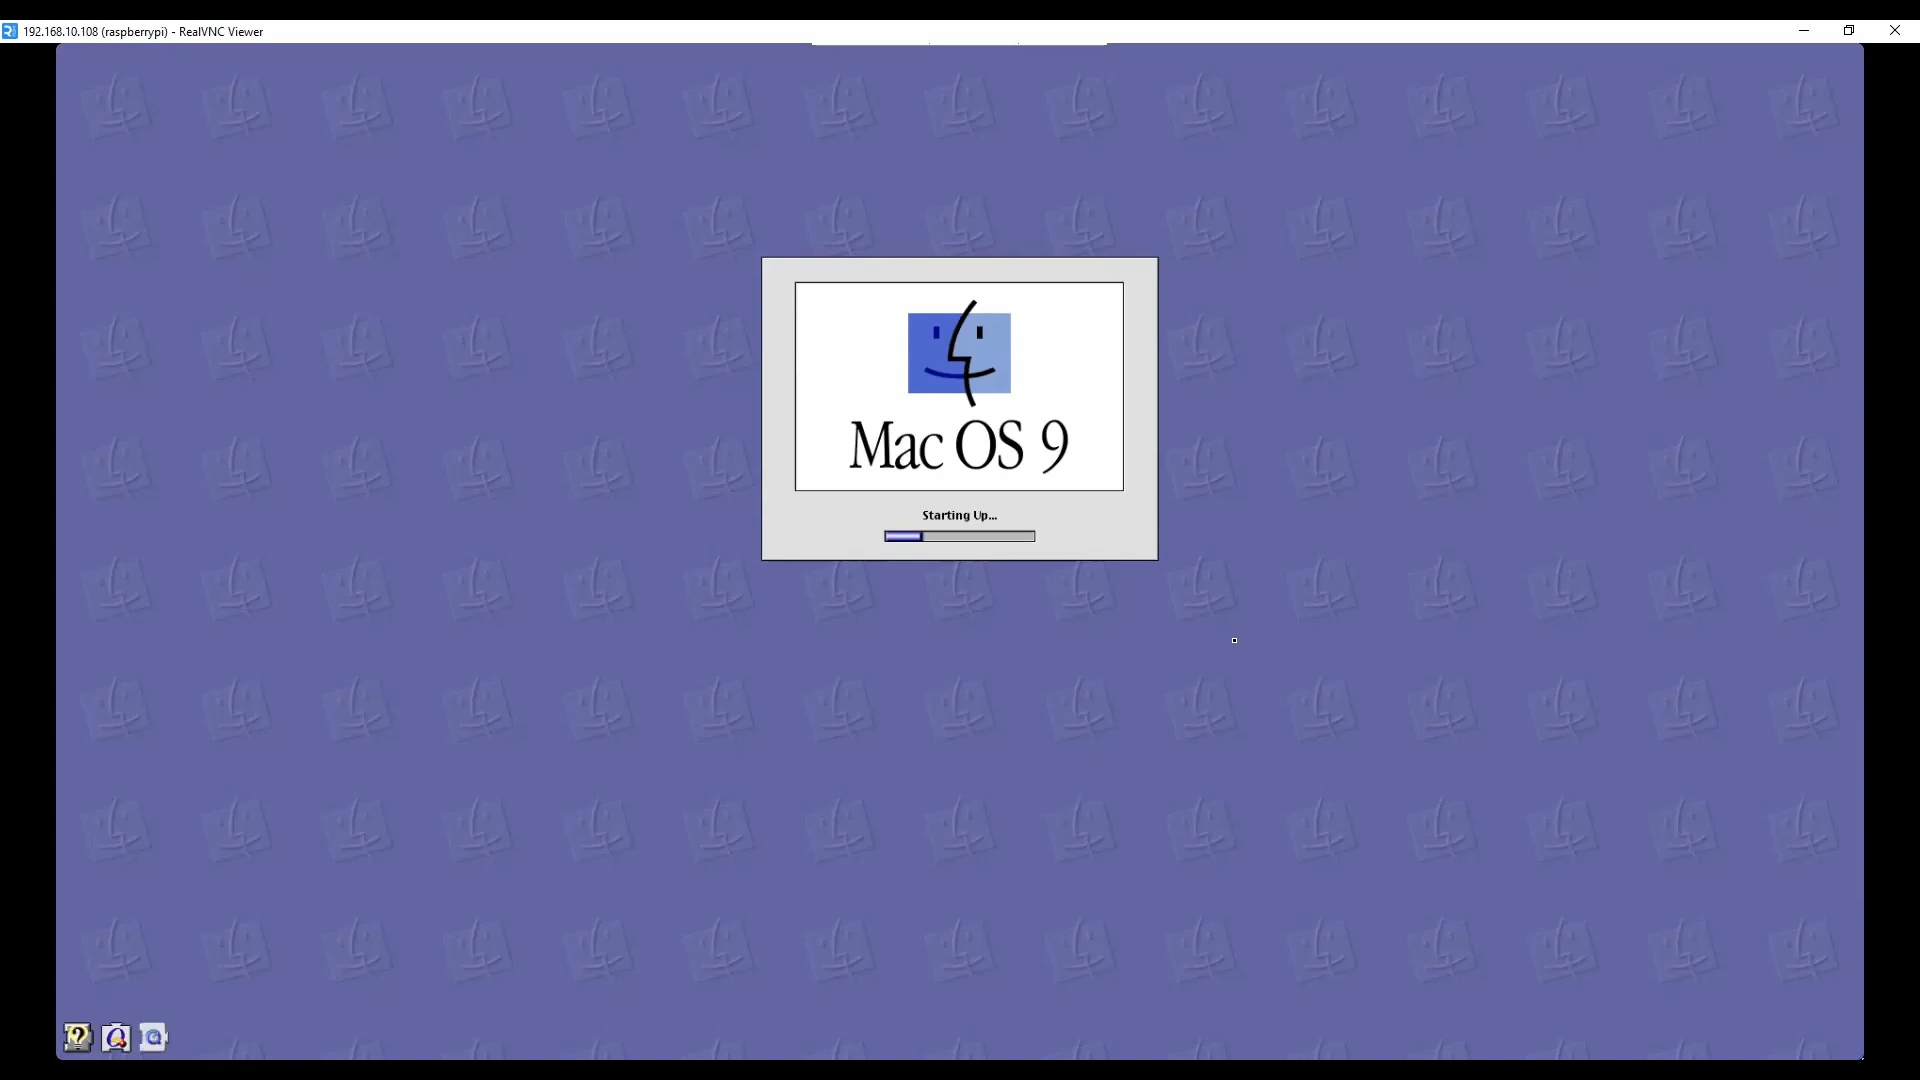 192.168.10.108 (raspberrypi) - RealVNC Viewer
Mac OS 9
Starting Up...